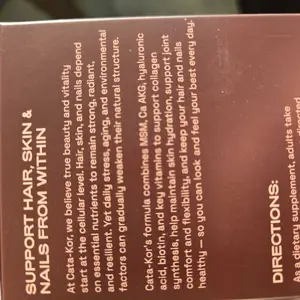 SUPPORT HAIR, SKIN &
NAILS FROM WITHIN
At Cata-Kor, we believe true beauty and vitality
start at the cellular level. Hair, skin, and nails depend
on essential nutrients to remain strong, radiant,
and resilient. Yet daily stress, aging, and environmental
factors can gradually weaken their natural structure.
Cata-Kor's formula combines MSM, Ca AKG, hyaluronic
acid, biotin, and key vitamins to support collagen
synthesis, help maintain skin hydration, support joint
comfort and flexibility, and keep your hair and nails
healthy — so you can look and feel your best every day.
DIRECTIONS:
As a dietary supplement, adults take